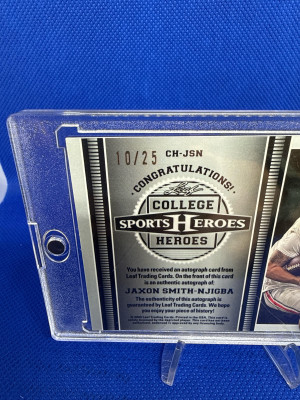 10/25 CH-JSN
CONGRATULATIONS!
Leaf
COLLEGE
SPORTS HEROES
HEROES
You have received an autograph card from
Leaf Trading Cards. On the front of this card
is an authentic autograph of:
JAXON SMITH-NJIGBA
The authenticity of this autograph is
guaranteed by Leaf Trading Cards. We hope
you enjoy your piece of history!